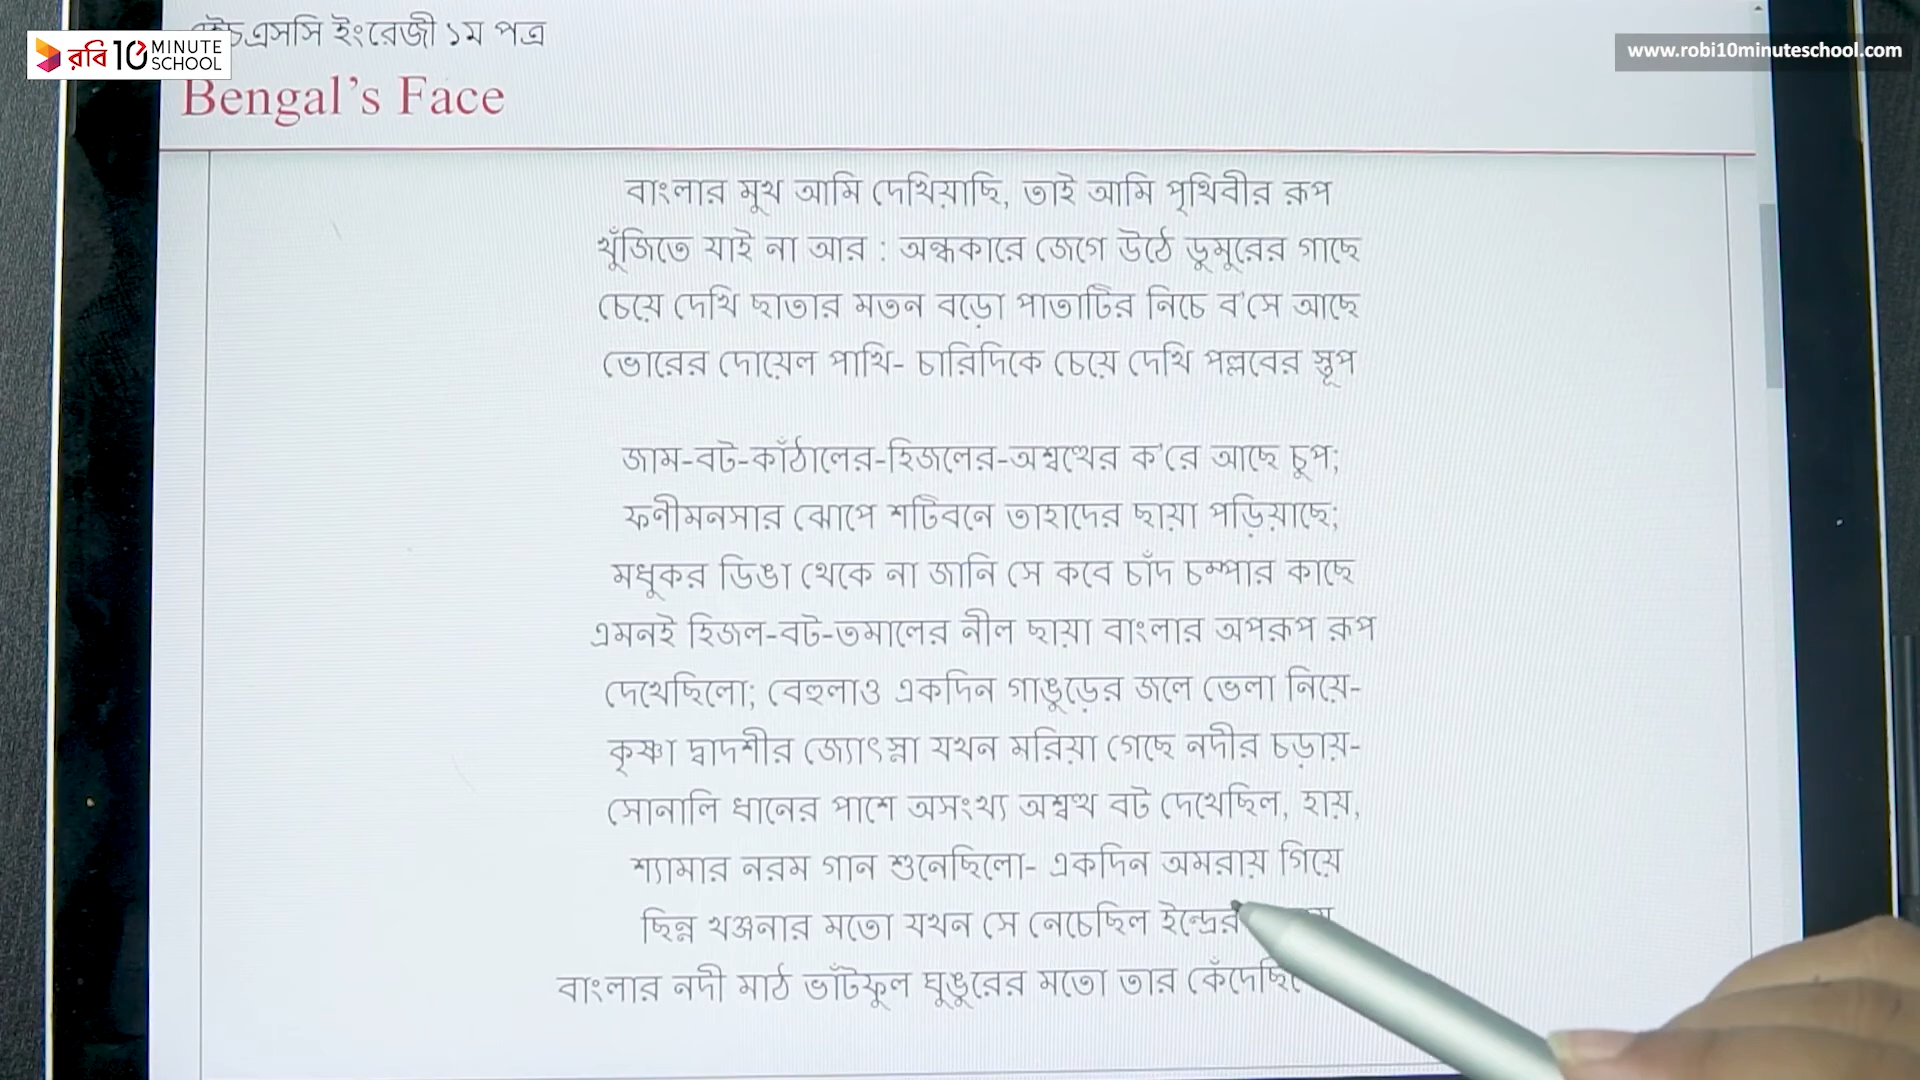 এইচএসসি ইংরেজী ১ম পত্র
রবি 10 MINUTE SCHOOL
www.robi10minuteschool.com
Bengal’s Face
বাংলার মুখ আমি দেখিয়াছি, তাই আমি পৃথিবীর রূপ
খুঁজিতে যাই না আর : অন্ধকারে জেগে উঠে ডুমুরের গাছে
চেয়ে দেখি ছাতার মতন বড়ো পাতাটির নিচে ব'সে আছে
ভোরের দোয়েল পাখি- চারিদিকে চেয়ে দেখি পল্লবের স্তূপ
জাম-বট-কাঁঠালের-হিজলের-অশ্বত্থের ক'রে আছে চুপ;
ফণীমনসার ঝোপে শটিবনে তাহাদের ছায়া পড়িয়াছে;
মধুকর ডিঙা থেকে না জানি সে কবে চাঁদ চম্পার কাছে
এমনই হিজল-বট-তমালের নীল ছায়া বাংলার অপরূপ রূপ
দেখেছিলো; বেহুলাও একদিন গাঙুড়ের জলে ভেলা নিয়ে-
কৃষ্ণা দ্বাদশীর জ্যোৎস্না যখন মরিয়া গেছে নদীর চড়ায়-
সোনালি ধানের পাশে অসংখ্য অশ্বত্থ বট দেখেছিল, হায়,
শ্যামার নরম গান শুনেছিলো- একদিন অমরায় গিয়ে
ছিন্ন খঞ্জনার মতো যখন সে নেচেছিল ইন্দ্রের
বাংলার নদী মাঠ ভাঁটফুল ঘুঙুরের মতো তার